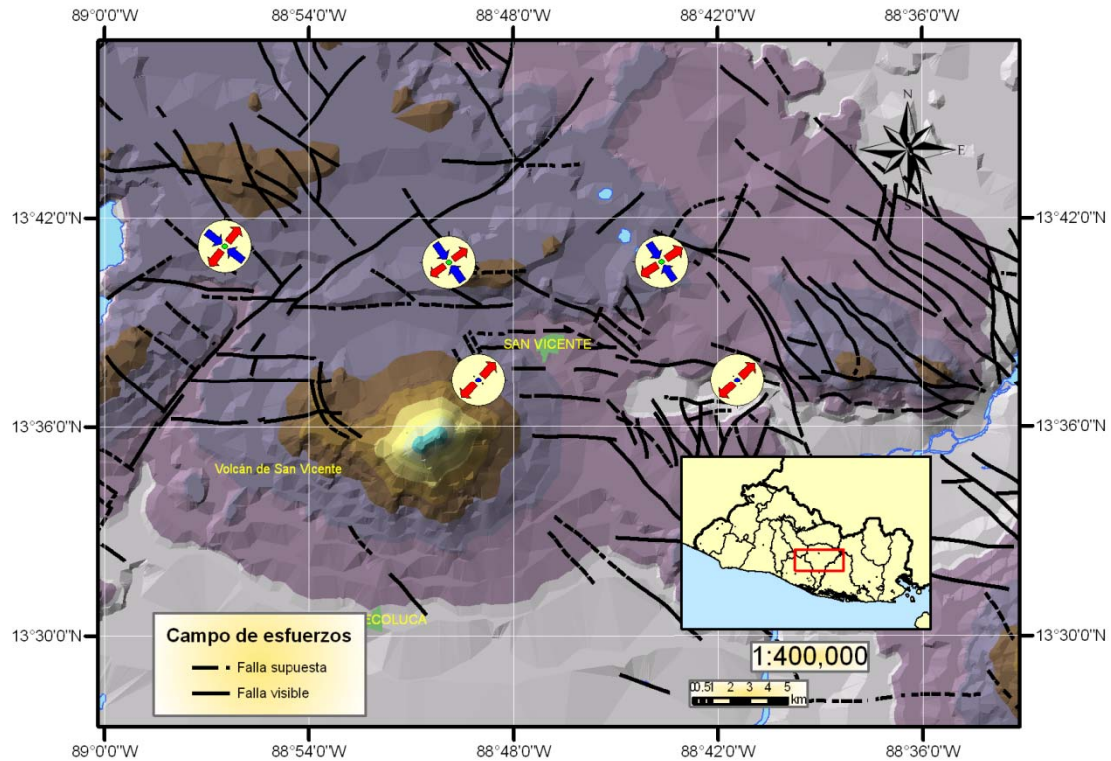 89°0'0"W 88°54'0"W 88°48'0"W 88°42'0"W 88°36'0"W
N
E
S
13°42'0"N 13°42'0"N
SAN VICENTE
13°36'0"N 13°36'0"N
Volcán de San Vicente
13°30'0"N 13°30'0"N
ECOLUCA
Campo de esfuerzos
Falla supuesta
Falla visible
1:400,000
0 0.5 1 2 3 4 5
km
89°0'0"W 88°54'0"W 88°48'0"W 88°42'0"W 88°36'0"W